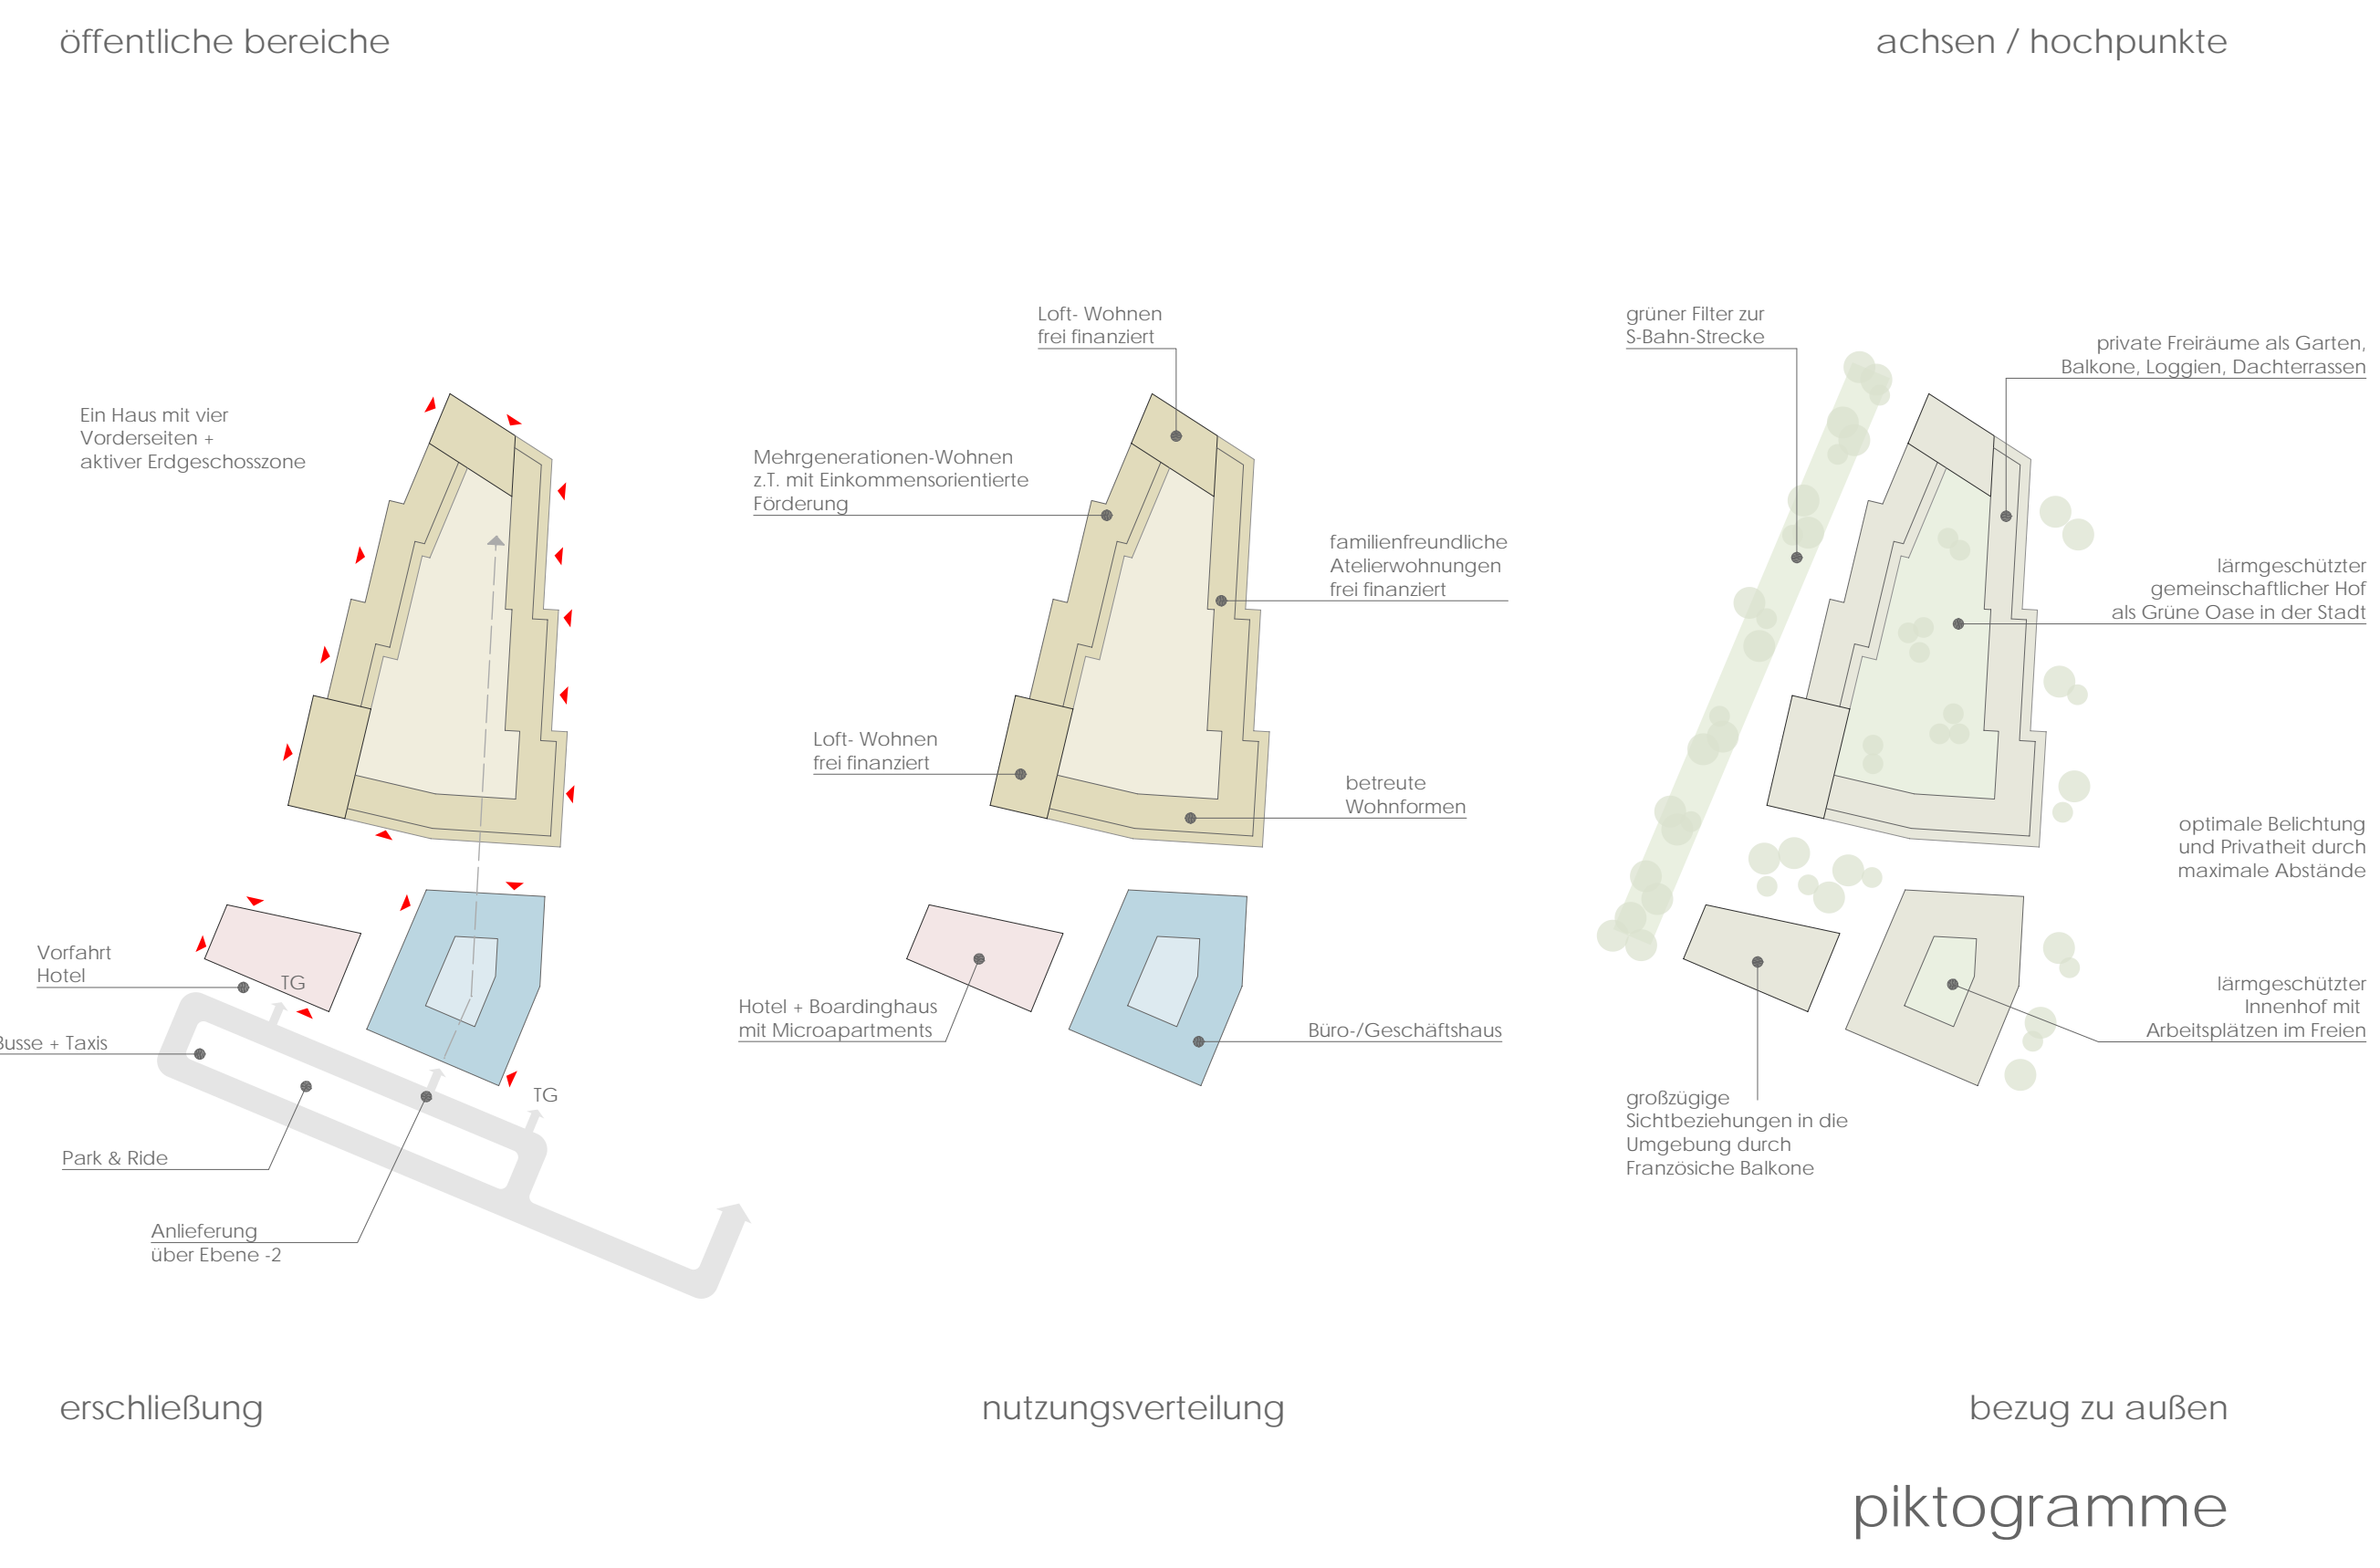 öffentliche bereiche
achsen / hochpunkte
Ein Haus mit vier
Vorderseiten +
aktiver Erdgeschosszone
Vorfahrt
Hotel
TG
Busse + Taxis
TG
Park & Ride
Anlieferung
über Ebene -2
erschließung
Loft- Wohnen
frei finanziert
Mehrgenerationen-Wohnen
z.T. mit Einkommensorientierte
Förderung
familienfreundliche
Atelierwohnungen
frei finanziert
Loft- Wohnen
frei finanziert
betreute
Wohnformen
Hotel + Boardinghaus
mit Microapartments
Büro-/Geschäftshaus
nutzungsverteilung
grüner Filter zur
S-Bahn-Strecke
private Freiräume als Garten,
Balkone, Loggien, Dachterrassen
lärmgeschützter
gemeinschaftlicher Hof
als Grüne Oase in der Stadt
optimale Belichtung
und Privatheit durch
maximale Abstände
lärmgeschützter
Innenhof mit
Arbeitsplätzen im Freien
großzügige
Sichtbeziehungen in die
Umgebung durch
Französiche Balkone
bezug zu außen
piktogramme